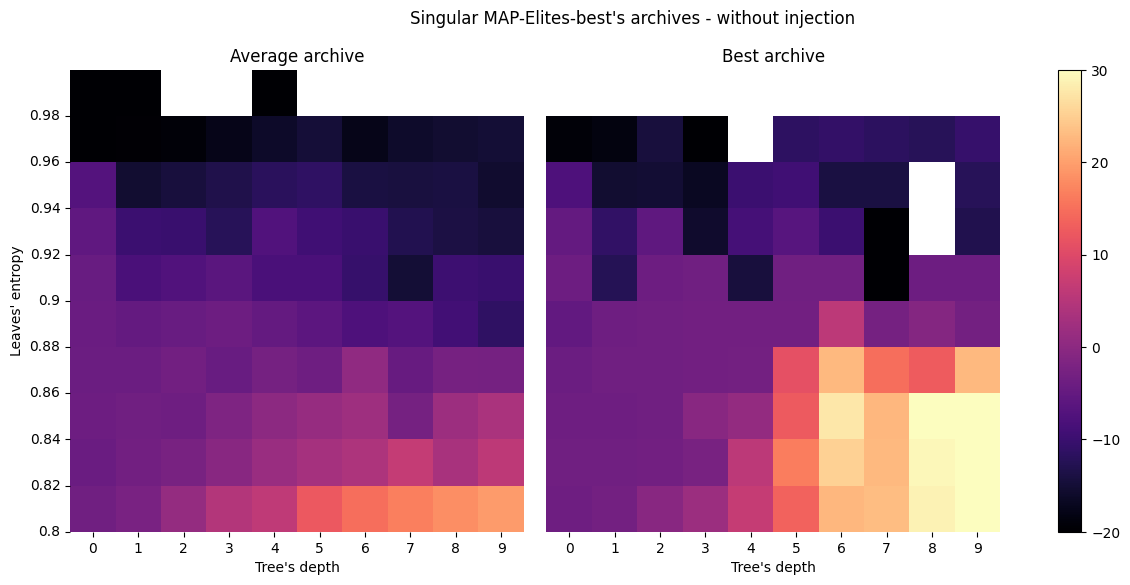 Singular MAP-Elites-best's archives - without injection
Average archive
Best archive
Leaves' entropy
0.98
0.96
0.94
0.92
0.9
0.88
0.86
0.84
0.82
0.8
0 1 2 3 4 5 6 7 8 9
Tree's depth
0 1 2 3 4 5 6 7 8 9
Tree's depth
30
20
10
0
−10
−20